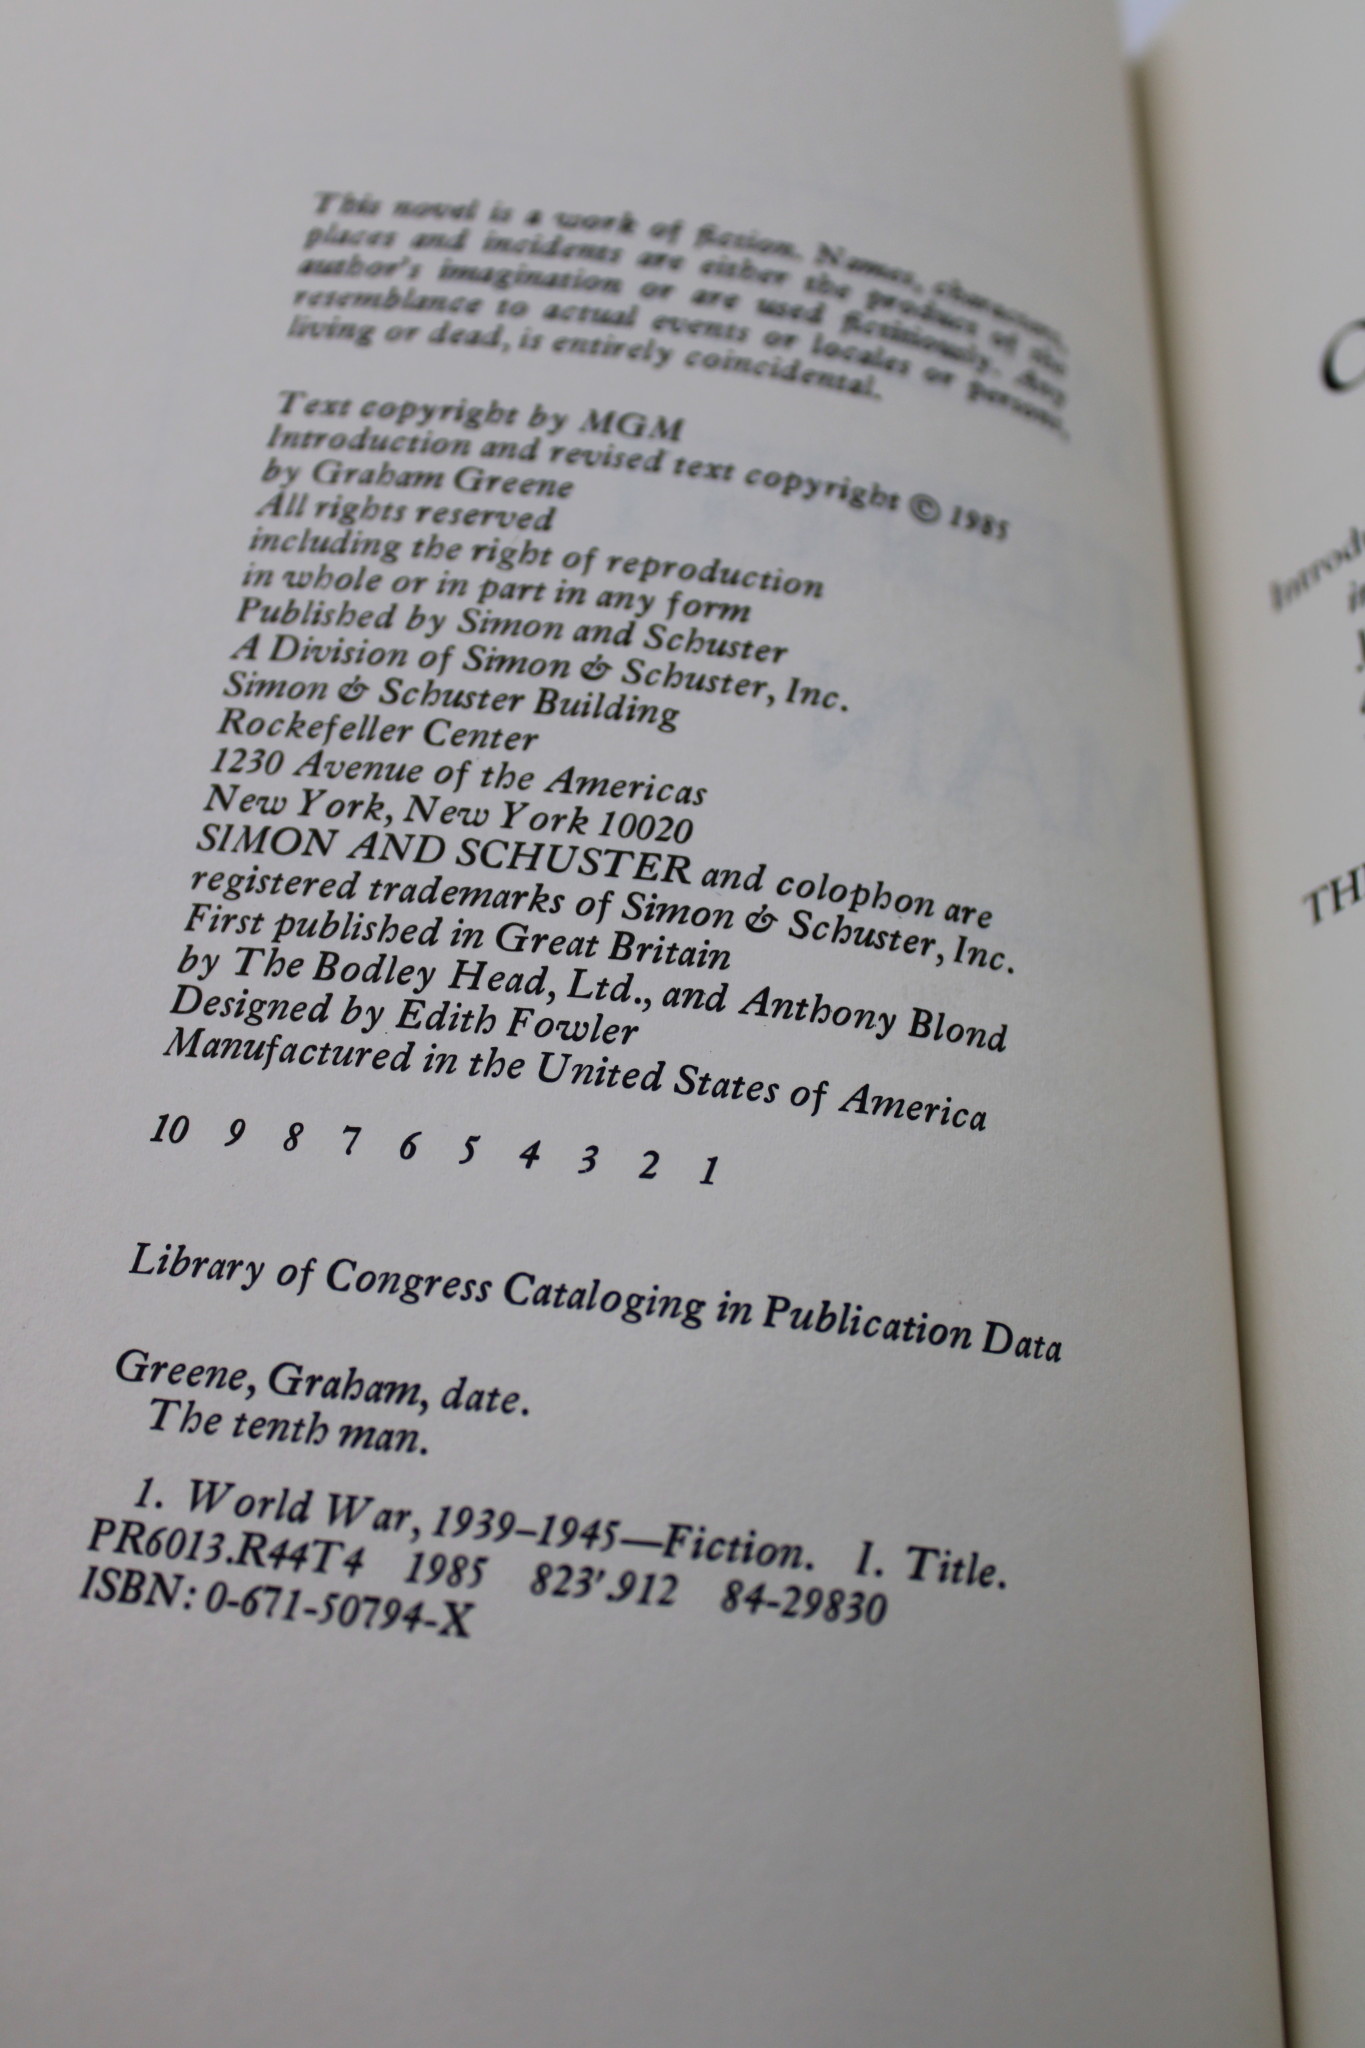 This novel is a work of fiction. Names, characters,
places and incidents are either the product of the
author's imagination or are used fictitiously. Any
resemblance to actual events or locales or persons,
living or dead, is entirely coincidental.
Text copyright by MGM
Introduction and revised text copyright © 1985
by Graham Greene
All rights reserved
including the right of reproduction
in whole or in part in any form
Published by Simon and Schuster
A Division of Simon & Schuster, Inc.
Simon & Schuster Building
Rockefeller Center
1230 Avenue of the Americas
New York, New York 10020
SIMON AND SCHUSTER and colophon are
registered trademarks of Simon & Schuster, Inc.
First published in Great Britain
by The Bodley Head, Ltd., and Anthony Blond
Designed by Edith Fowler
Manufactured in the United States of America
10 9 8 7 6 5 4 3 2 1
Library of Congress Cataloging in Publication Data
Greene, Graham, date.
The tenth man.
1. World War, 1939–1945—Fiction. I. Title.
PR6013.R44T4 1985 823'.912 84-29830
ISBN: 0-671-50794-X